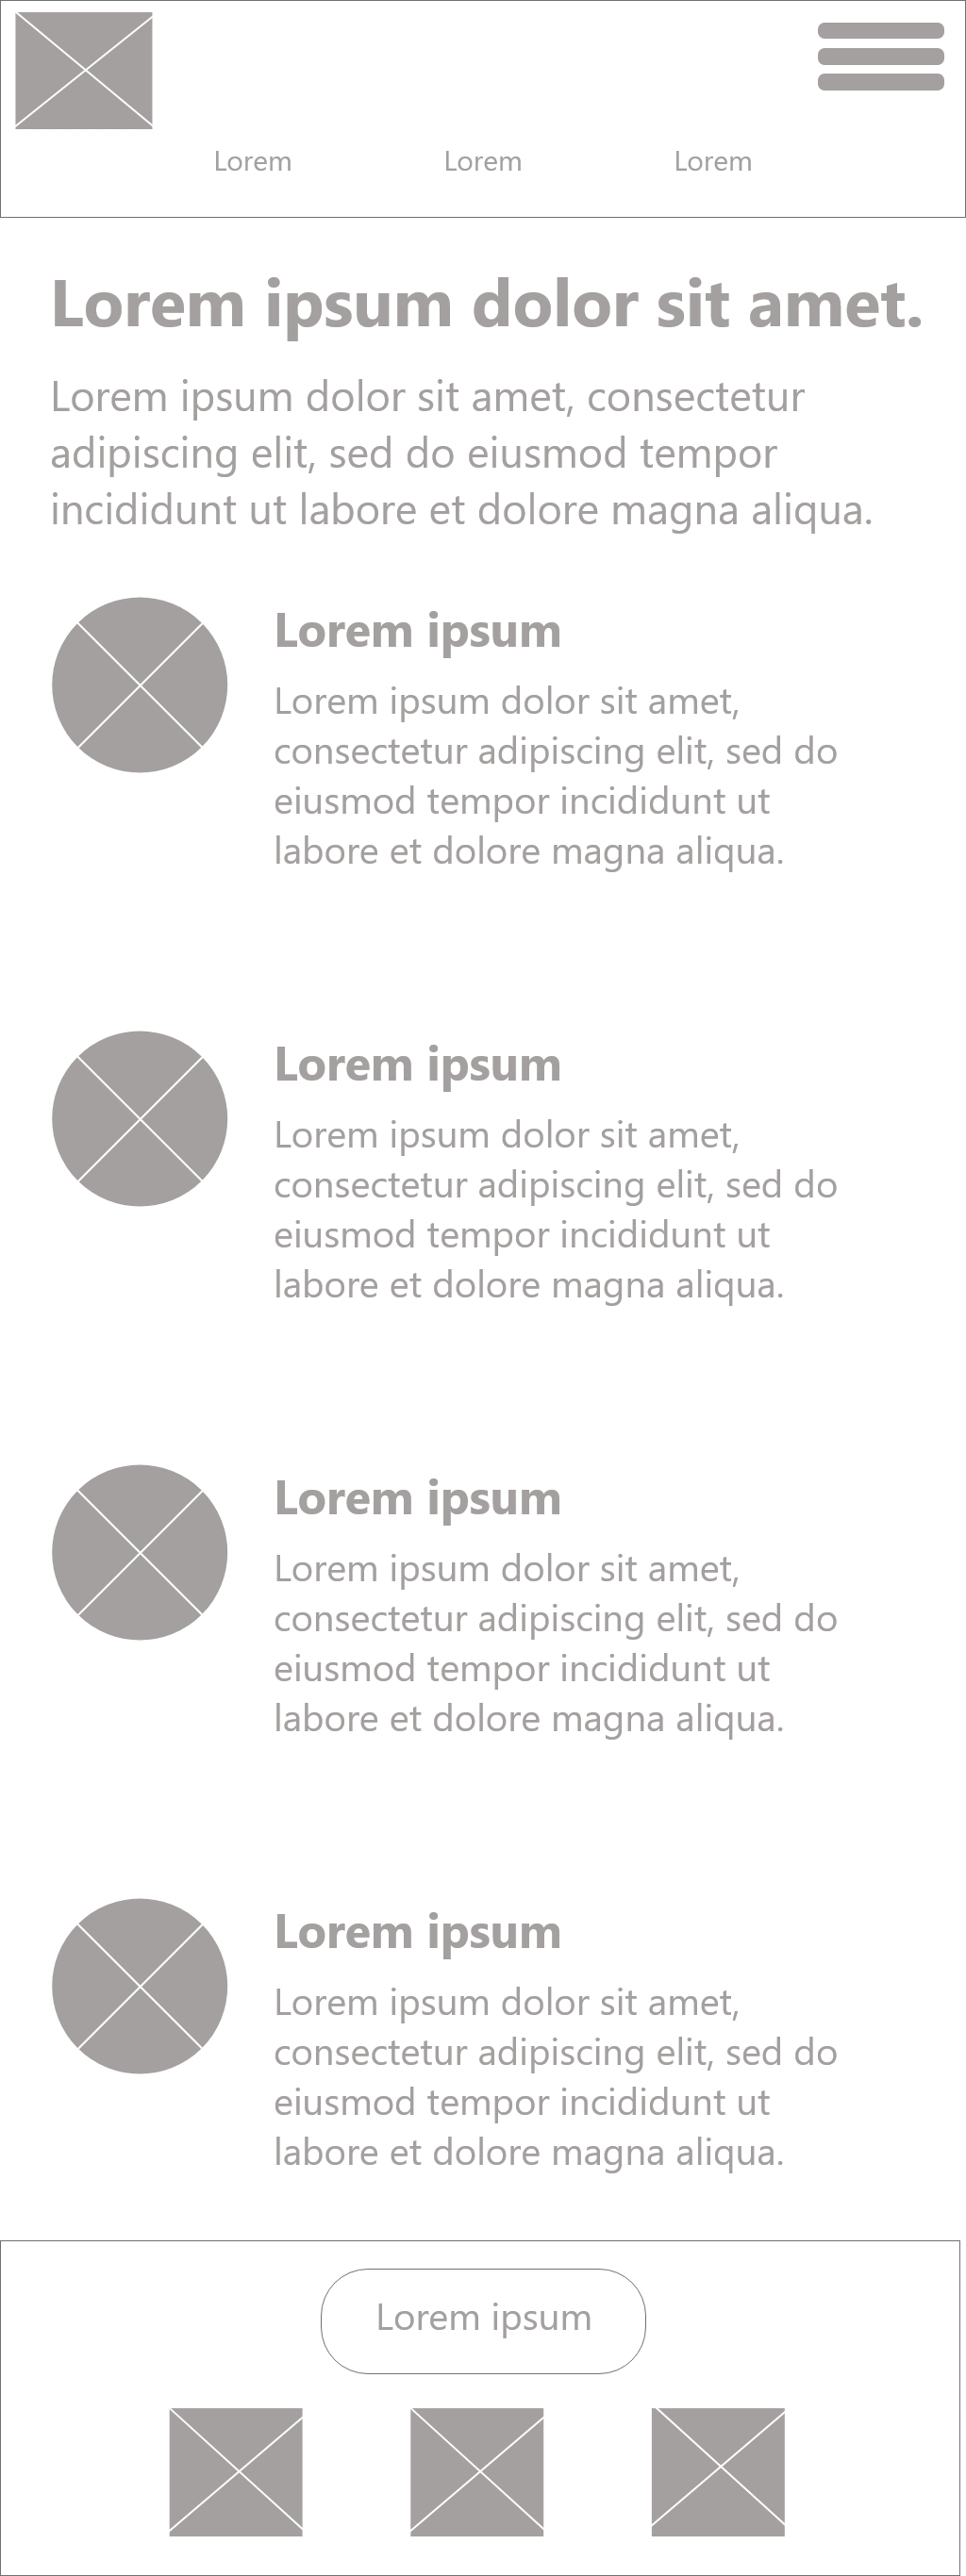 Lorem Lorem Lorem
Lorem ipsum dolor sit amet.
Lorem ipsum dolor sit amet, consectetur
adipiscing elit, sed do eiusmod tempor
incididunt ut labore et dolore magna aliqua.
Lorem ipsum
Lorem ipsum dolor sit amet,
consectetur adipiscing elit, sed do
eiusmod tempor incididunt ut
labore et dolore magna aliqua.
Lorem ipsum
Lorem ipsum dolor sit amet,
consectetur adipiscing elit, sed do
eiusmod tempor incididunt ut
labore et dolore magna aliqua.
Lorem ipsum
Lorem ipsum dolor sit amet,
consectetur adipiscing elit, sed do
eiusmod tempor incididunt ut
labore et dolore magna aliqua.
Lorem ipsum
Lorem ipsum dolor sit amet,
consectetur adipiscing elit, sed do
eiusmod tempor incididunt ut
labore et dolore magna aliqua.
Lorem ipsum